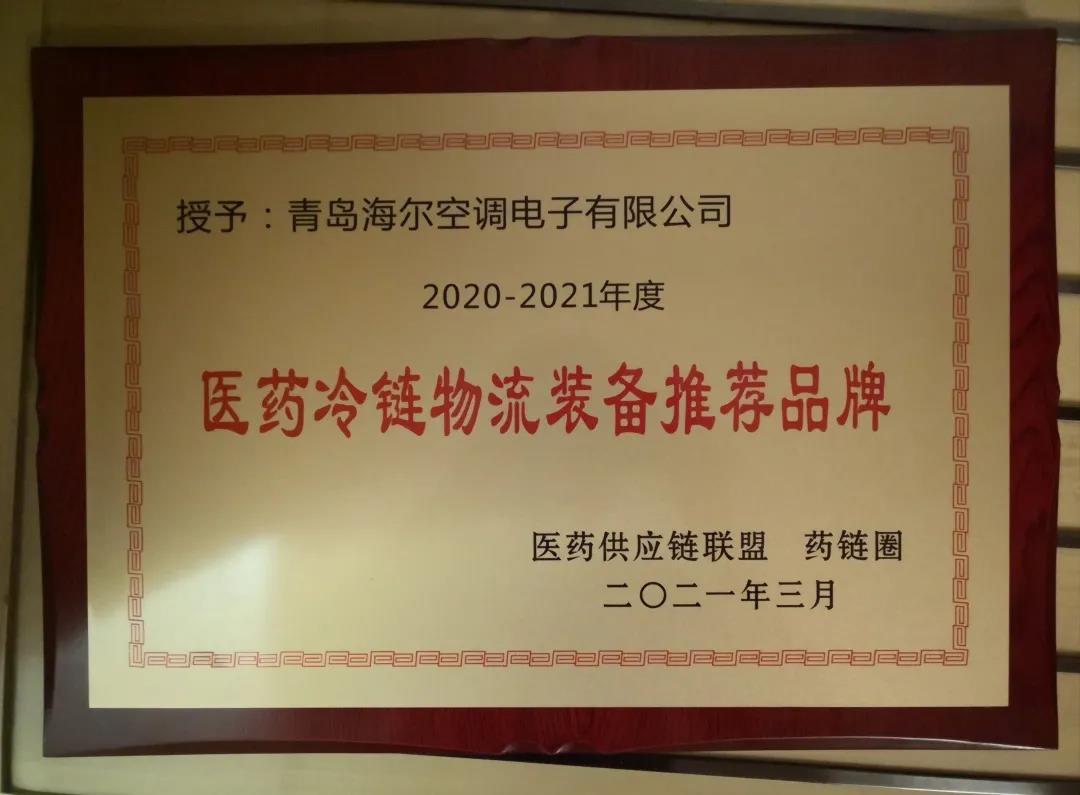 授予：青岛海尔空调电子有限公司
2020-2021年度
医药冷链物流装备推荐品牌
医药供应链联盟 药链圈
二〇二一年三月